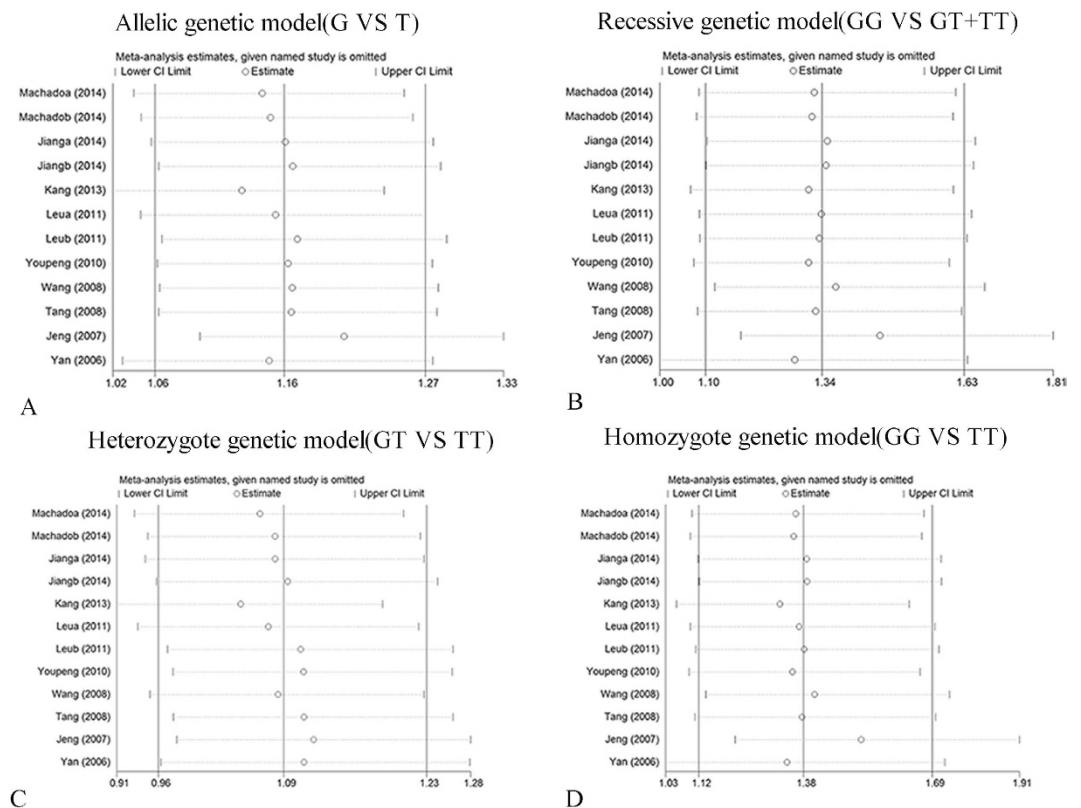 Allelic genetic model(G VS T)
Meta-analysis estimates, given named study is omitted
Lower CI Limit Estimate Upper CI Limit
Machadoa (2014)
Machadob (2014)
Jianga (2014)
Jiangb (2014)
Kang (2013)
Leua (2011)
Leub (2011)
Youpeng (2010)
Wang (2008)
Tang (2008)
Jeng (2007)
Yan (2006)
1.02 1.06 1.16 1.27 1.33
A
Recessive genetic model(GG VS GT+TT)
Meta-analysis estimates, given named study is omitted
Lower CI Limit Estimate Upper CI Limit
Machadoa (2014)
Machadob (2014)
Jianga (2014)
Jiangb (2014)
Kang (2013)
Leua (2011)
Leub (2011)
Youpeng (2010)
Wang (2008)
Tang (2008)
Jeng (2007)
Yan (2006)
1.00 1.10 1.34 1.63 1.81
B
Heterozygote genetic model(GT VS TT)
Meta-analytic estimates, given named study is omitted
Lower CI Limit Estimate Upper CI Limit
Machadoa (2014)
Machadob (2014)
Jianga (2014)
Jiangb (2014)
Kang (2013)
Leua (2011)
Leub (2011)
Youpeng (2010)
Wang (2008)
Tang (2008)
Jeng (2007)
Yan (2006)
0.91 0.96 1.09 1.23 1.28
C
Homozygote genetic model(GG VS TT)
Meta-analysis estimates, given named study is omitted
Lower CI Limit Estimate Upper CI Limit
Machadoa (2014)
Machadob (2014)
Jianga (2014)
Jiangb (2014)
Kang (2013)
Leua (2011)
Leub (2011)
Youpeng (2010)
Wang (2008)
Tang (2008)
Jeng (2007)
Yan (2006)
1.03 1.12 1.38 1.69 1.91
D